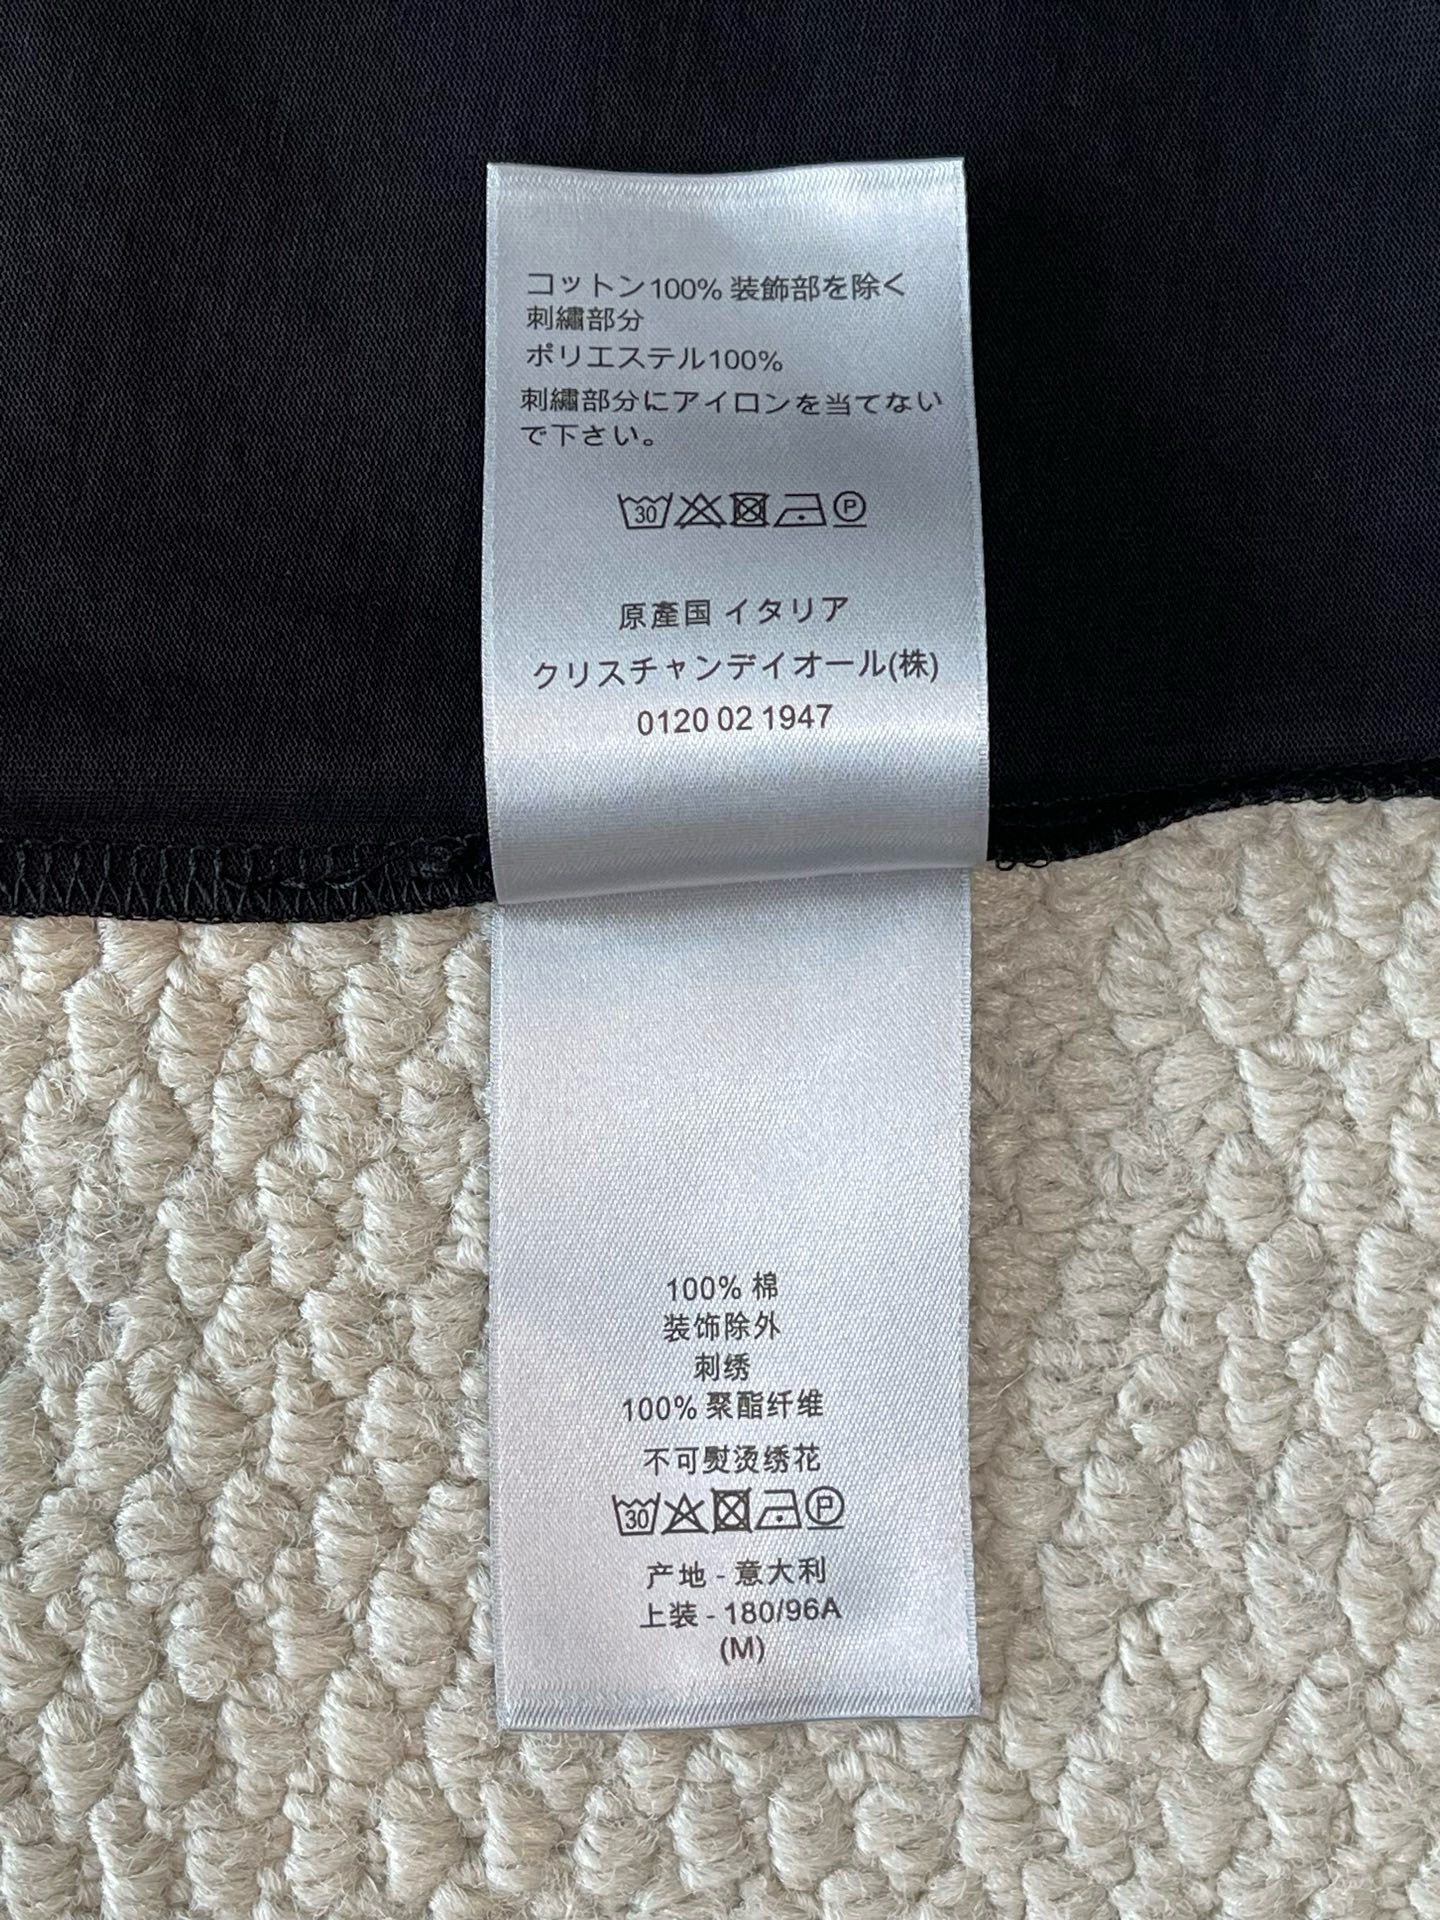 コットン100% 装飾部を除く
刺繡部分
ポリエステル100%
刺繡部分にアイロンを当てない
で下さい。
30 P
原產国 イタリア
クリスチャンデイオール(株)
0120 02 1947
100% 棉
装饰除外
刺绣
100% 聚酯纤维
不可熨烫绣花
30 P
产地 - 意大利
上装 - 180/96A
(M)